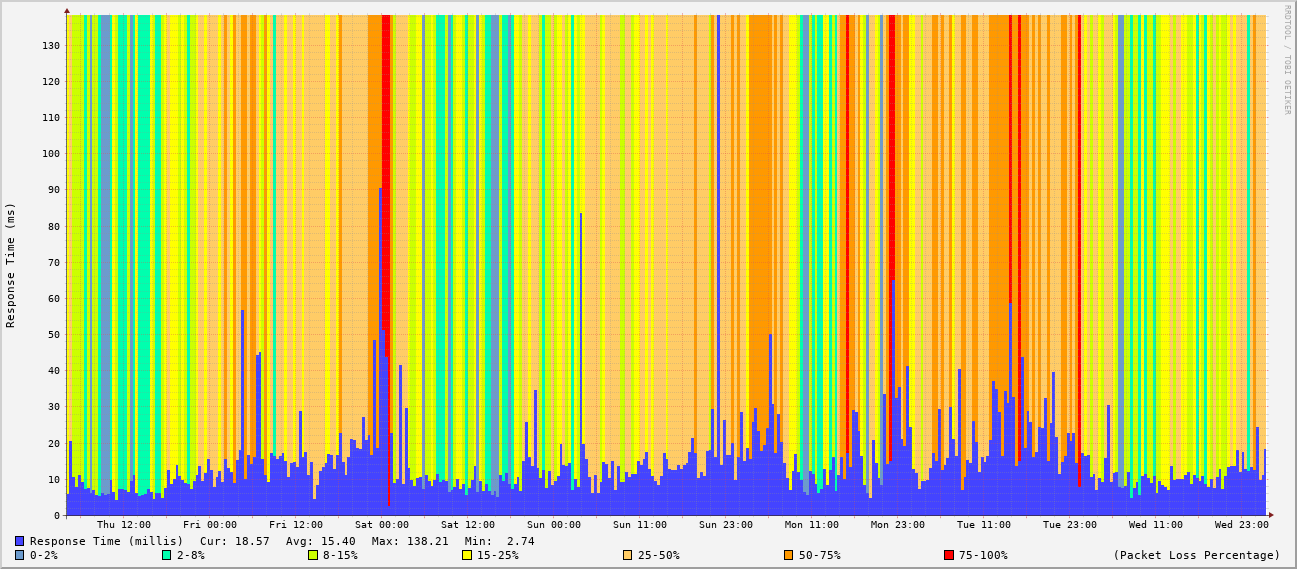 RRDTOOL / TOBI OETIKER
Response Time (ms)
130
120
110
100
90
80
70
60
50
40
30
20
10
0
Thu 12:00 Fri 00:00 Fri 12:00 Sat 00:00 Sat 12:00 Sun 00:00 Sun 11:00 Sun 23:00 Mon 11:00 Mon 23:00 Tue 11:00 Tue 23:00 Wed 11:00 Wed 23:00
Response Time (millis) Cur: 18.57 Avg: 15.40 Max: 138.21 Min: 2.74
0-2% 2-8% 8-15% 15-25% 25-50% 50-75% 75-100% (Packet Loss Percentage)